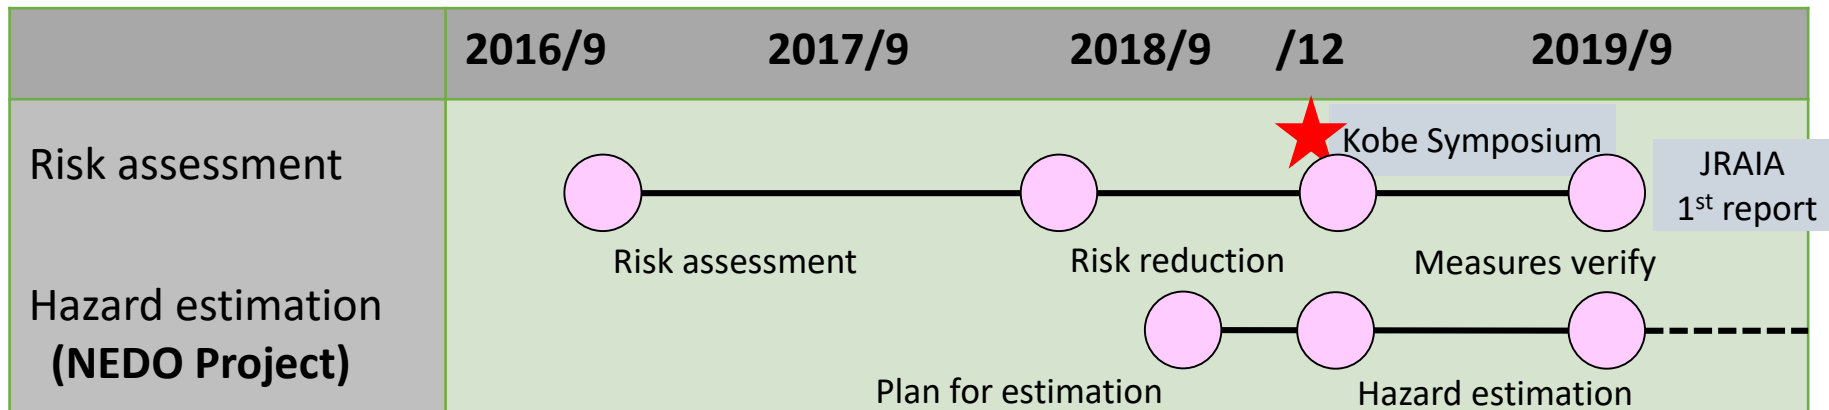 2016/9 2017/9 2018/9 /12 2019/9
Kobe Symposium
Risk assessment
JRAIA
1st report
Risk assessment Risk reduction Measures verify
Hazard estimation
(NEDO Project)
Plan for estimation Hazard estimation